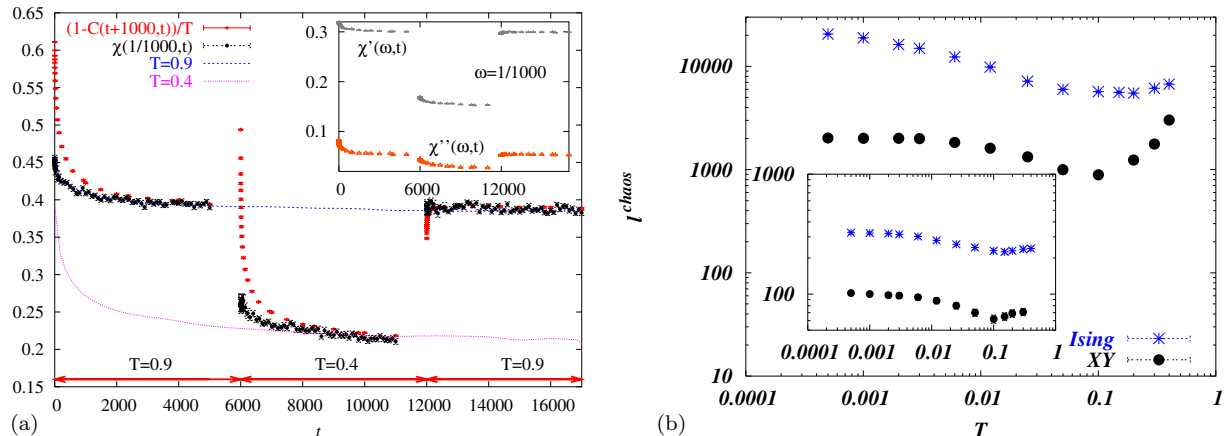 (1-C(t+1000,t))/T
χ(1/1000,t)
T=0.9
T=0.4
0.65
0.6
0.55
0.5
0.45
0.4
0.35
0.3
0.25
0.2
0.15
0 2000 4000 6000 8000 10000 12000 14000 16000
t
T=0.9 T=0.4 T=0.9
0.3
0.2
0.1
0 6000 12000
χ'(ω,t)
ω=1/1000
χ''(ω,t)
(a)
10000
1000
100
10
l^chaos
0.0001 0.001 0.01 0.1 1
T
1000
100
0.0001 0.001 0.01 0.1 1
Ising
XY
(b)